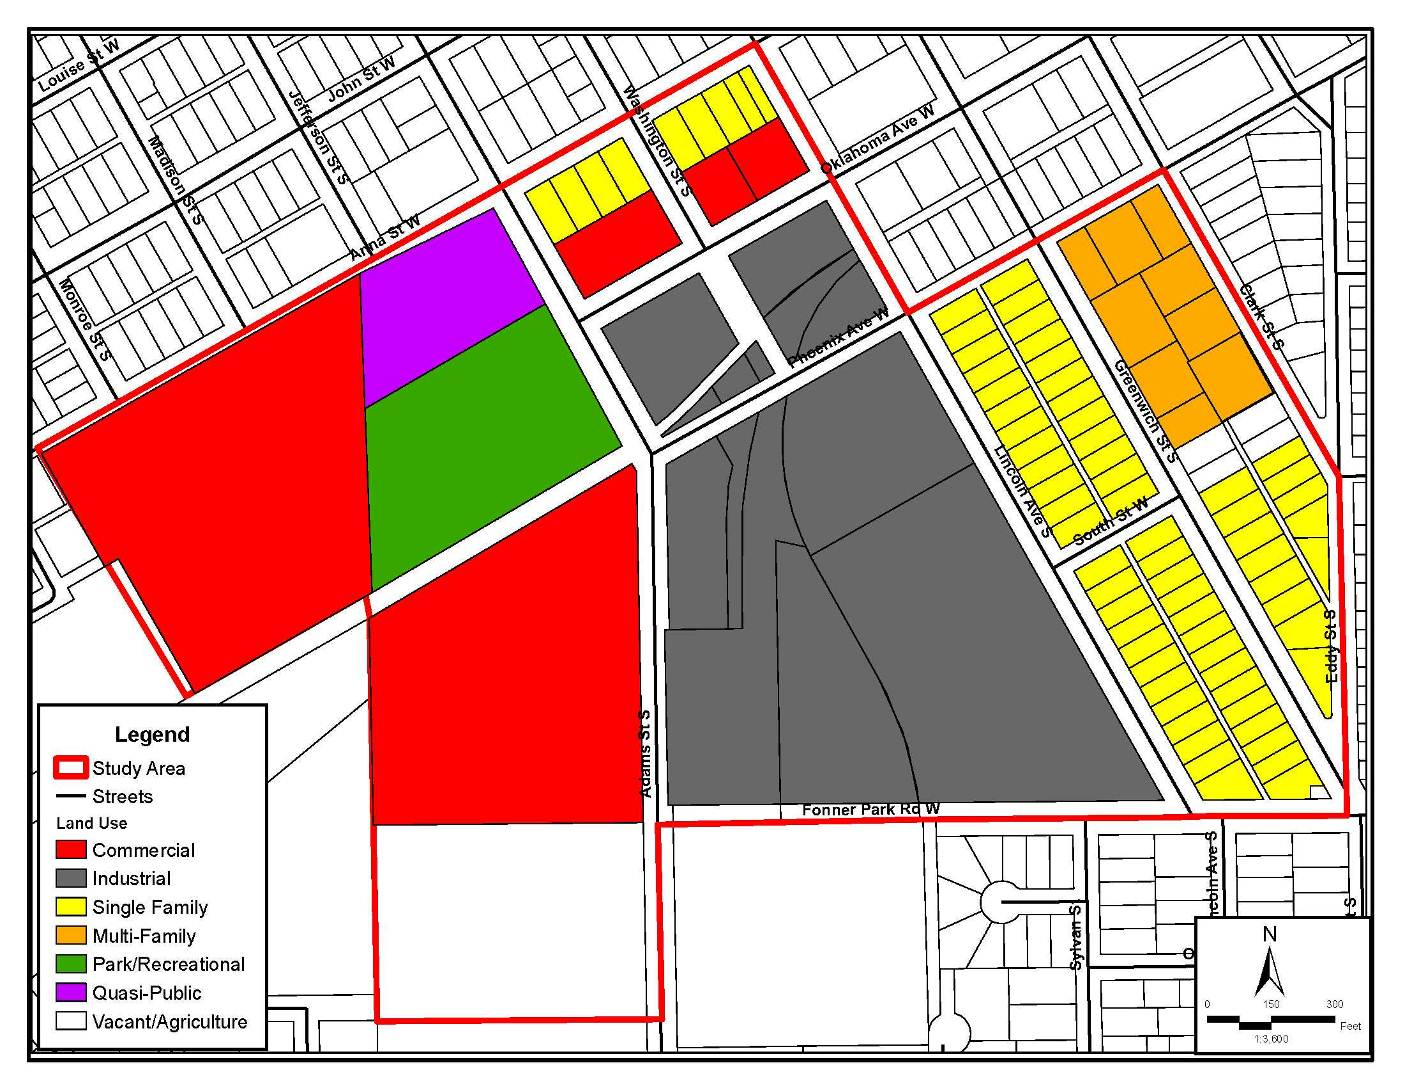 Louise St W
John St W
Jefferson St S
Madison St S
Washington St S
Oklahoma Ave W
Anna St W
Monroe St S
Clark St S
Phoenix Ave W
Greenwich St S
Lincoln Ave S
South St W
Eddy St S
Adams St S
Fonner Park Rd W
Legend
Study Area
Streets
Land Use
Commercial
Industrial
Single Family
Multi-Family
Park/Recreational
Quasi-Public
Vacant/Agriculture
ncoln Ave S
t S
Sylvan S
O
N
0 150 300
Feet
1:3,600